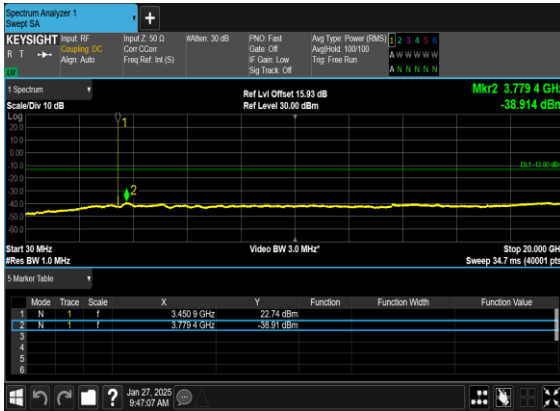 Spectrum Analyzer 1
Swept SA
+
KEYSIGHT
R T
LU
Input: RF
Coupling: DC
Align: Auto
Input Z: 50 Ω
Corr CCorr
Freq Ref: Int (S)
#Atten: 30 dB
PNO: Fast
Gate: Off
IF Gain: Low
Sig Track: Off
Avg Type: Power (RMS)
Avg|Hold: 100/100
Trig: Free Run
1 2 3 4 5 6
A W W W W W
A N N N N N
1 Spectrum
Scale/Div 10 dB
Ref Lvl Offset 15.93 dB
Ref Level 30.00 dBm
Mkr2 3.779 4 GHz
-38.914 dBm
Log
20.0
10.0
0.00
-10.0
-20.0
-30.0
-40.0
-50.0
-60.0
1
2
DL1 -13.00 dBm
Start 30 MHz
#Res BW 1.0 MHz
Video BW 3.0 MHz*
Stop 20.000 GHz
Sweep 34.7 ms (40001 pts)
5 Marker Table
Mode Trace Scale X Y Function Function Width Function Value
1 N 1 f 3.450 9 GHz 22.74 dBm
2 N 1 f 3.779 4 GHz -38.91 dBm
3
4
5
6
?
Jan 27, 2025
9:47:07 AM